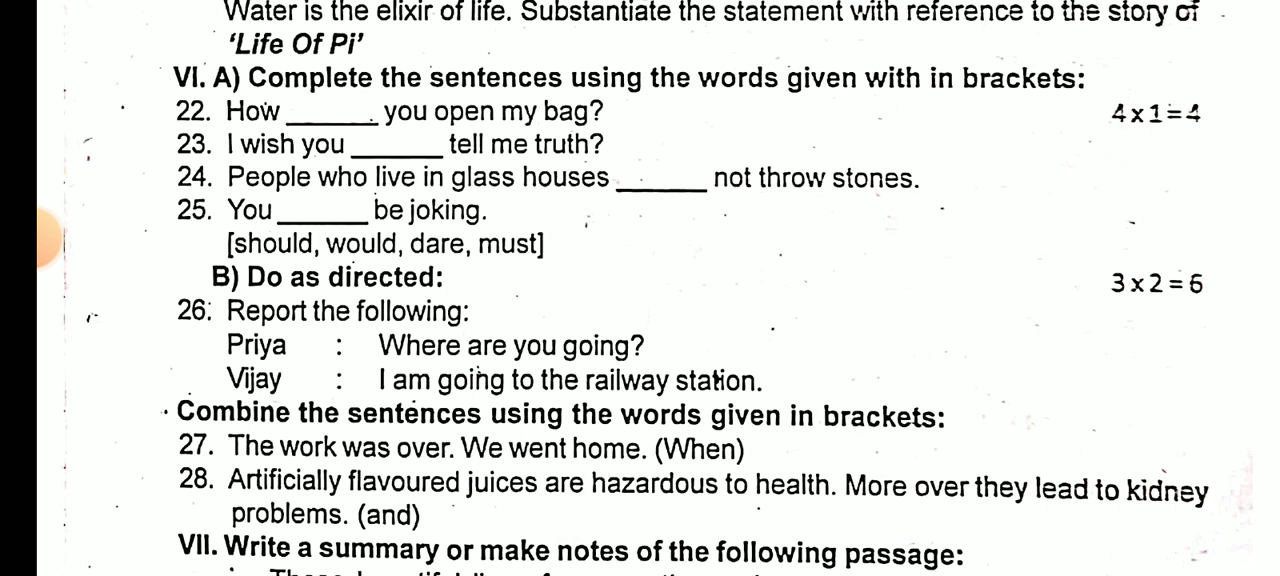 Water is the elixir of life. Substantiate the statement with reference to the story of
'Life Of Pi'
VI. A) Complete the sentences using the words given with in brackets:
22. How ______ you open my bag? 4 x 1 = 4
23. I wish you ______ tell me truth?
24. People who live in glass houses ______ not throw stones.
25. You ______ be joking.
[should, would, dare, must]
B) Do as directed: 3 x 2 = 6
26. Report the following:
Priya : Where are you going?
Vijay : I am going to the railway station.
Combine the sentences using the words given in brackets:
27. The work was over. We went home. (When)
28. Artificially flavoured juices are hazardous to health. More over they lead to kidney
problems. (and)
VII. Write a summary or make notes of the following passage: